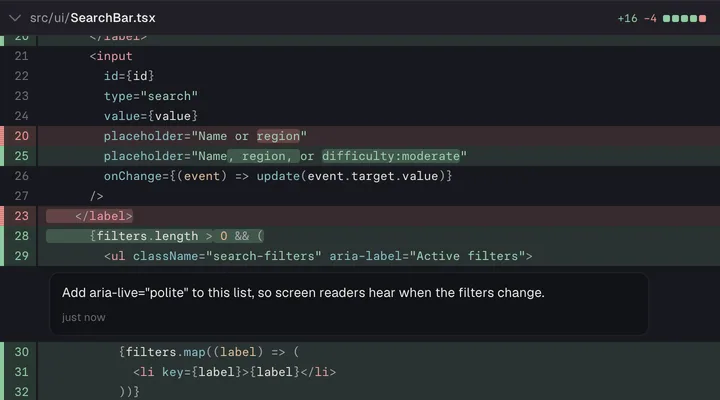 src/ui/SearchBar.tsx +16 -4
20 </label>
21 <input
22 id={id}
23 type="search"
24 value={value}
20 placeholder="Name or region"
25 placeholder="Name, region, or difficulty:moderate"
26 onChange={(event) => update(event.target.value)}
27 />
23 </label>
28 {filters.length > 0 && (
29 <ul className="search-filters" aria-label="Active filters">
Add aria-live="polite" to this list, so screen readers hear when the filters change.
just now
30 {filters.map((label) => (
31 <li key={label}>{label}</li>
32 ))}